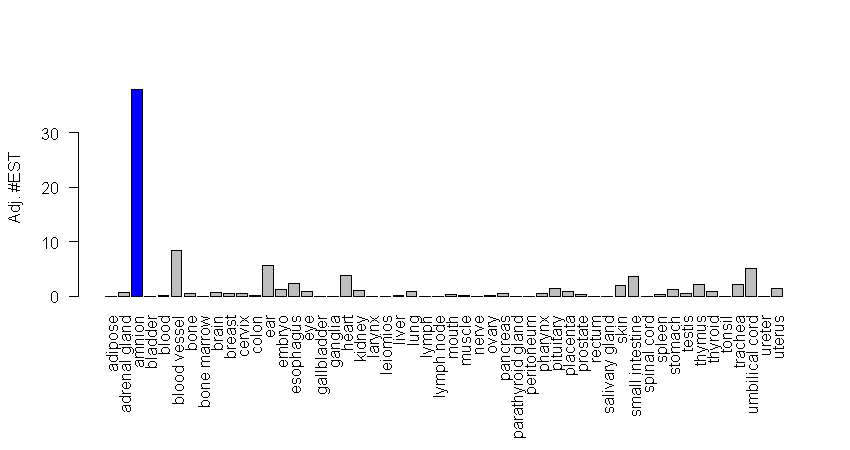 Adj. #EST
30
20
10
0
adipose
adrenal gland
amnion
bladder
blood
blood vessel
bone
bone marrow
brain
breast
cervix
colon
ear
embryo
esophagus
eye
gallbladder
ganglia
heart
kidney
larynx
leiomios
liver
lung
lymph
lymph node
mouth
muscle
nerve
ovary
pancreas
parathyroid gland
peritoneum
pharynx
pituitary
placenta
prostate
rectum
salivary gland
skin
small intestine
spinal cord
spleen
stomach
testis
thymus
thyroid
tonsil
trachea
umbilical cord
ureter
uterus